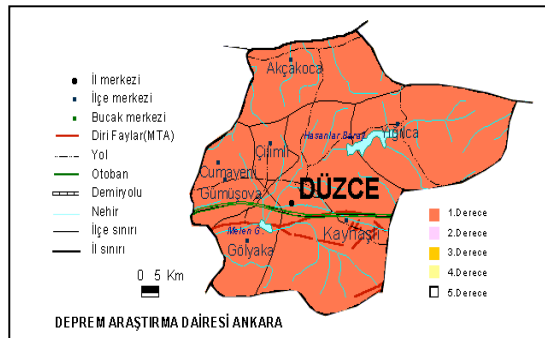 İl merkezi
İlçe merkezi
Bucak merkezi
Diri Faylar(MTA)
Yol
Otoban
Demiryolu
Nehir
İlçe sınırı
İl sınırı
0 5 Km
DEPREM ARAŞTIRMA DAİRESİ ANKARA
Akçakoca
Hasanlar Barajı
Yığılca
Çilimli
Cumayeri
Gümüşova
DÜZCE
Melen G.
Gölyaka
Kaynaşlı
1.Derece
2.Derece
3.Derece
4.Derece
5.Derece